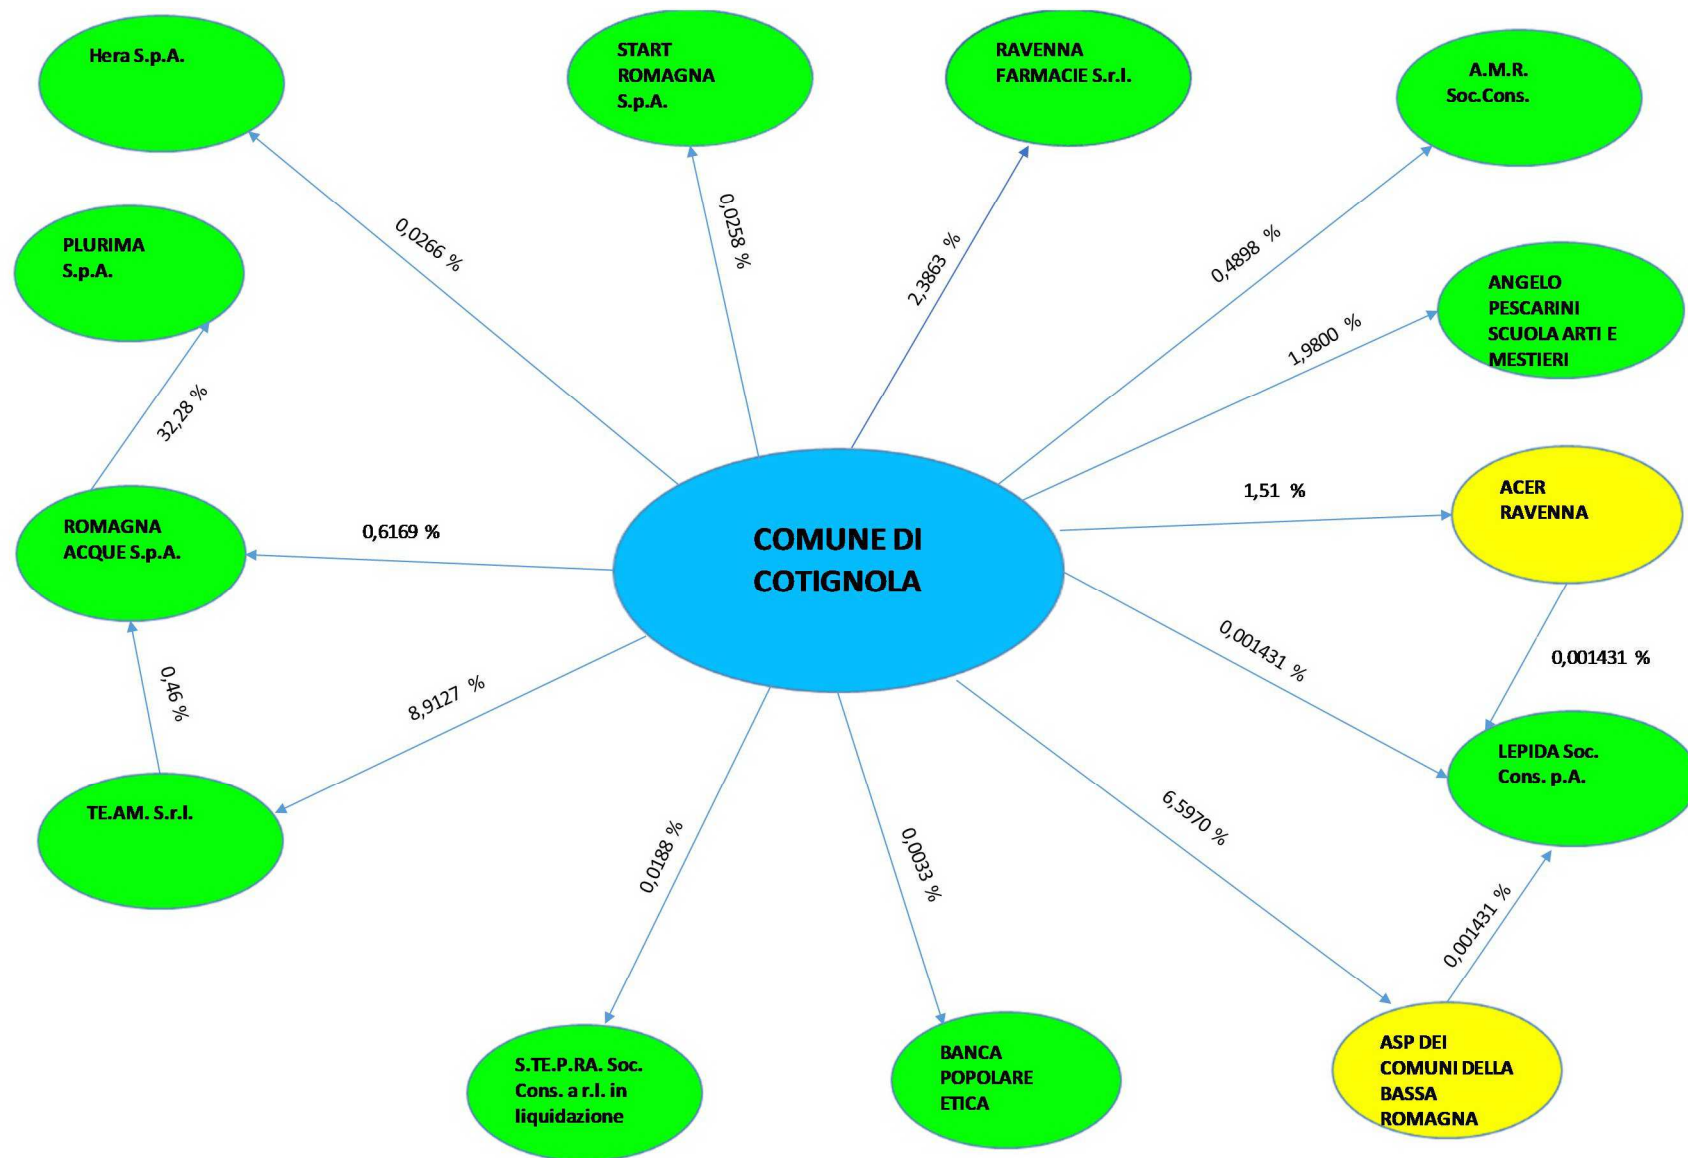 Hera S.p.A.
START
ROMAGNA
S.p.A.
RAVENNA
FARMACIE S.r.l.
A.M.R.
Soc.Cons.
PLURIMA
S.p.A.
0,0266 %
0,0258 %
2,3863 %
0,4898 %
ANGELO
PESCARINI
SCUOLA ARTI E
MESTIERI
1,9800 %
32,28 %
ROMAGNA
ACQUE S.p.A.
0,6169 %
COMUNE DI
COTIGNOLA
1,51 %
ACER
RAVENNA
0,46 %
8,9127 %
0,001431 %
0,001431 %
TE.AM. S.r.l.
LEPIDA Soc.
Cons. p.A.
0,0188 %
0,0033 %
6,5970 %
0,001431 %
S.TE.P.RA. Soc.
Cons. a r.l. in
liquidazione
BANCA
POPOLARE
ETICA
ASP DEI
COMUNI DELLA
BASSA
ROMAGNA